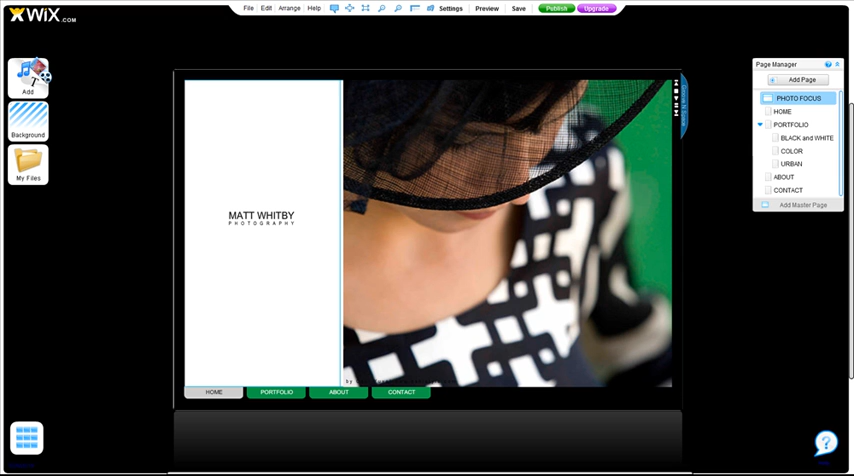 WiX.COM
File Edit Arrange Help Settings Preview Save Publish Upgrade
Add
Background
My Files
MATT WHITBY
PHOTOGRAPHY
by
HOME PORTFOLIO ABOUT CONTACT
Page Manager
Add Page
PHOTO FOCUS
HOME
PORTFOLIO
BLACK and WHITE
COLOR
URBAN
ABOUT
CONTACT
Add Master Page